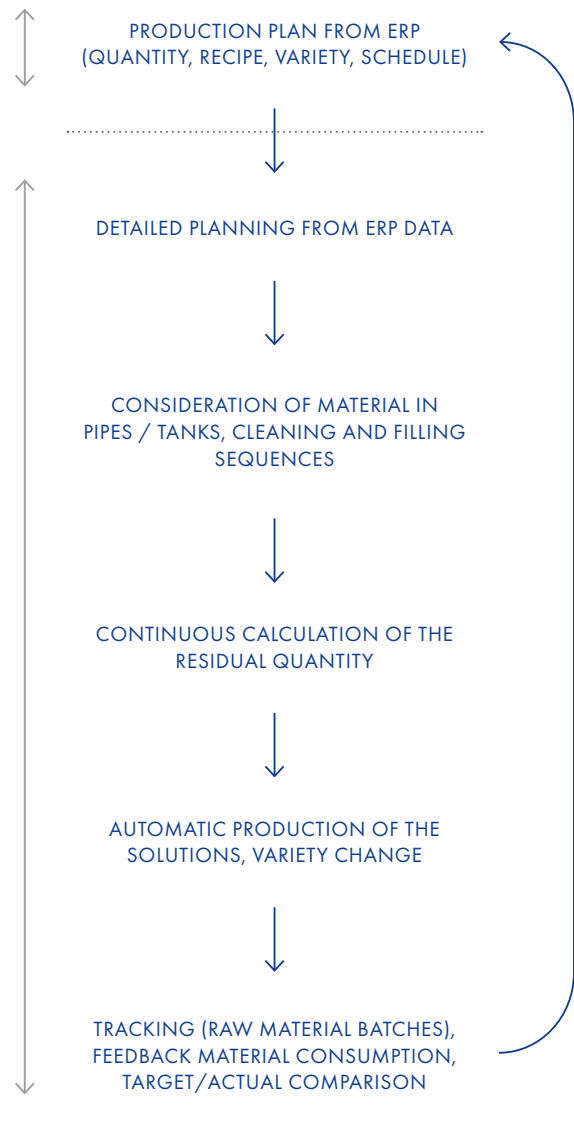 PRODUCTION PLAN FROM ERP
(QUANTITY, RECIPE, VARIETY, SCHEDULE)
DETAILED PLANNING FROM ERP DATA
CONSIDERATION OF MATERIAL IN
PIPES / TANKS, CLEANING AND FILLING
SEQUENCES
CONTINUOUS CALCULATION OF THE
RESIDUAL QUANTITY
AUTOMATIC PRODUCTION OF THE
SOLUTIONS, VARIETY CHANGE
TRACKING (RAW MATERIAL BATCHES),
FEEDBACK MATERIAL CONSUMPTION,
TARGET/ACTUAL COMPARISON